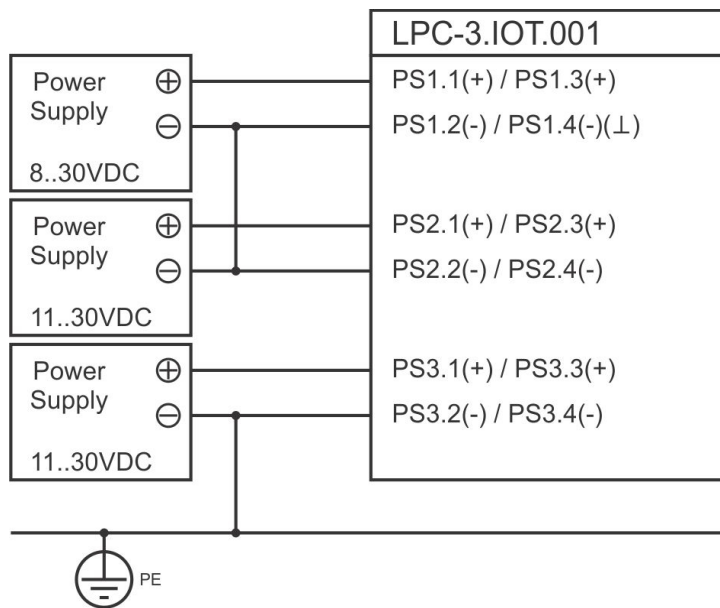 LPC-3.IOT.001
Power
Supply
8..30VDC
PS1.1(+) / PS1.3(+)
PS1.2(-) / PS1.4(-)(⊥)
Power
Supply
11..30VDC
PS2.1(+) / PS2.3(+)
PS2.2(-) / PS2.4(-)
Power
Supply
11..30VDC
PS3.1(+) / PS3.3(+)
PS3.2(-) / PS3.4(-)
PE